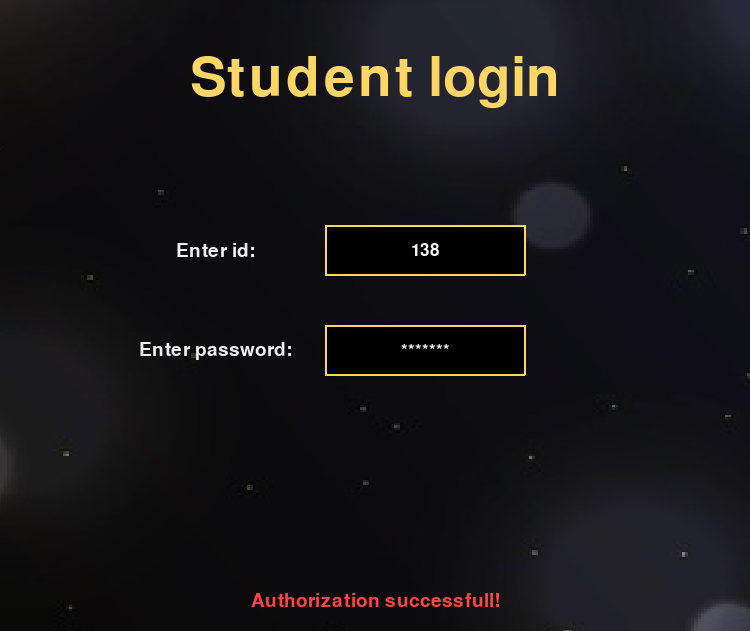 Student login
Enter id: 138
Enter password: *******
Authorization successfull!